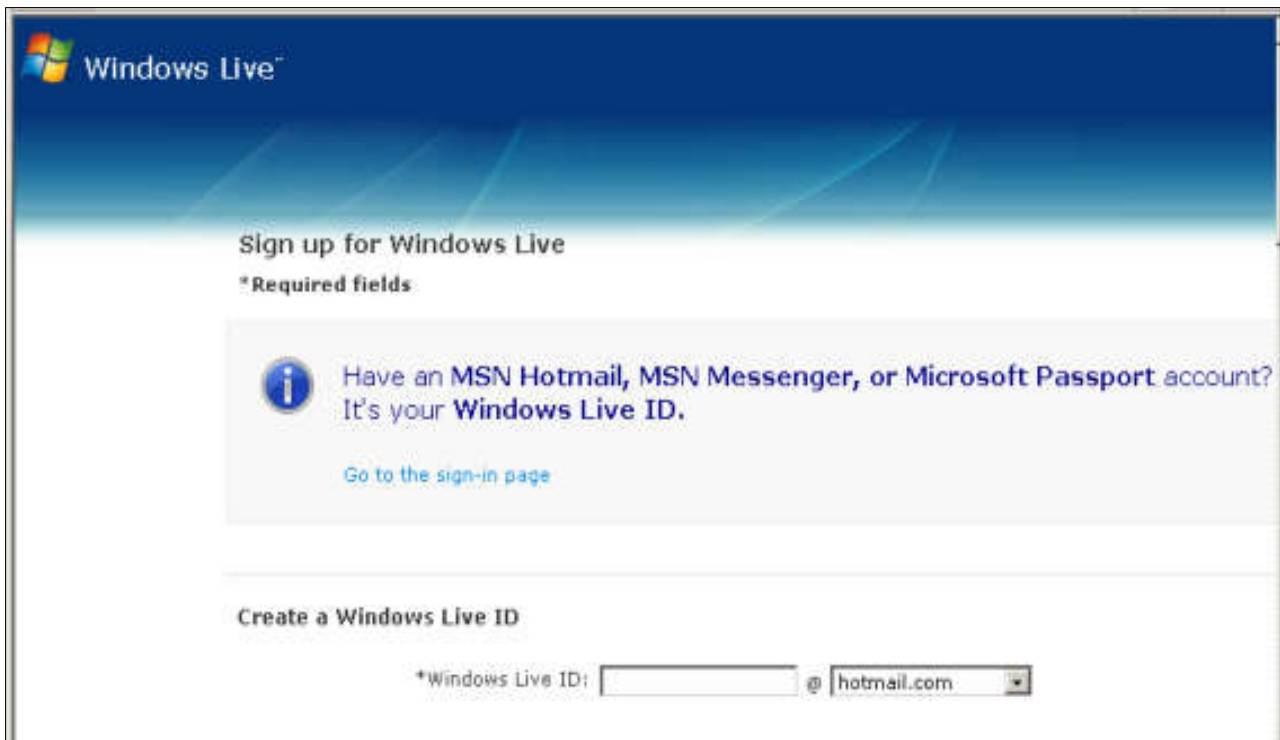 Windows Live™
Sign up for Windows Live
*Required fields
Have an MSN Hotmail, MSN Messenger, or Microsoft Passport account?
It's your Windows Live ID.
Go to the sign-in page
Create a Windows Live ID
*Windows Live ID: @ hotmail.com